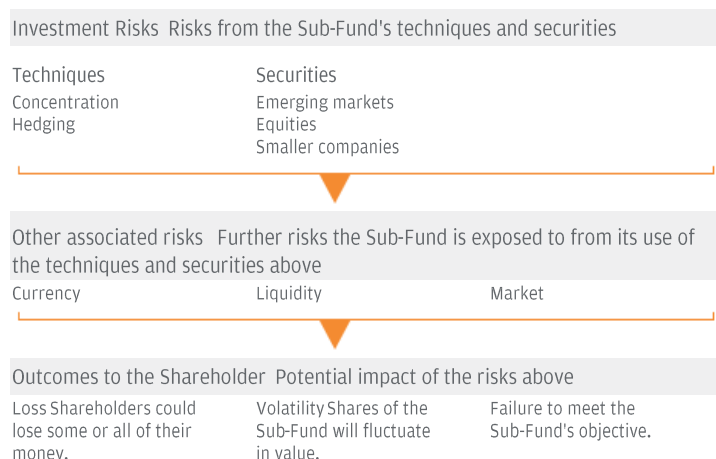 Investment Risks Risks from the Sub-Fund's techniques and securities
Techniques
Concentration
Hedging
Securities
Emerging markets
Equities
Smaller companies
Other associated risks Further risks the Sub-Fund is exposed to from its use of
the techniques and securities above
Currency Liquidity Market
Outcomes to the Shareholder Potential impact of the risks above
Loss Shareholders could
lose some or all of their
money.
Volatility Shares of the
Sub-Fund will fluctuate
in value.
Failure to meet the
Sub-Fund's objective.